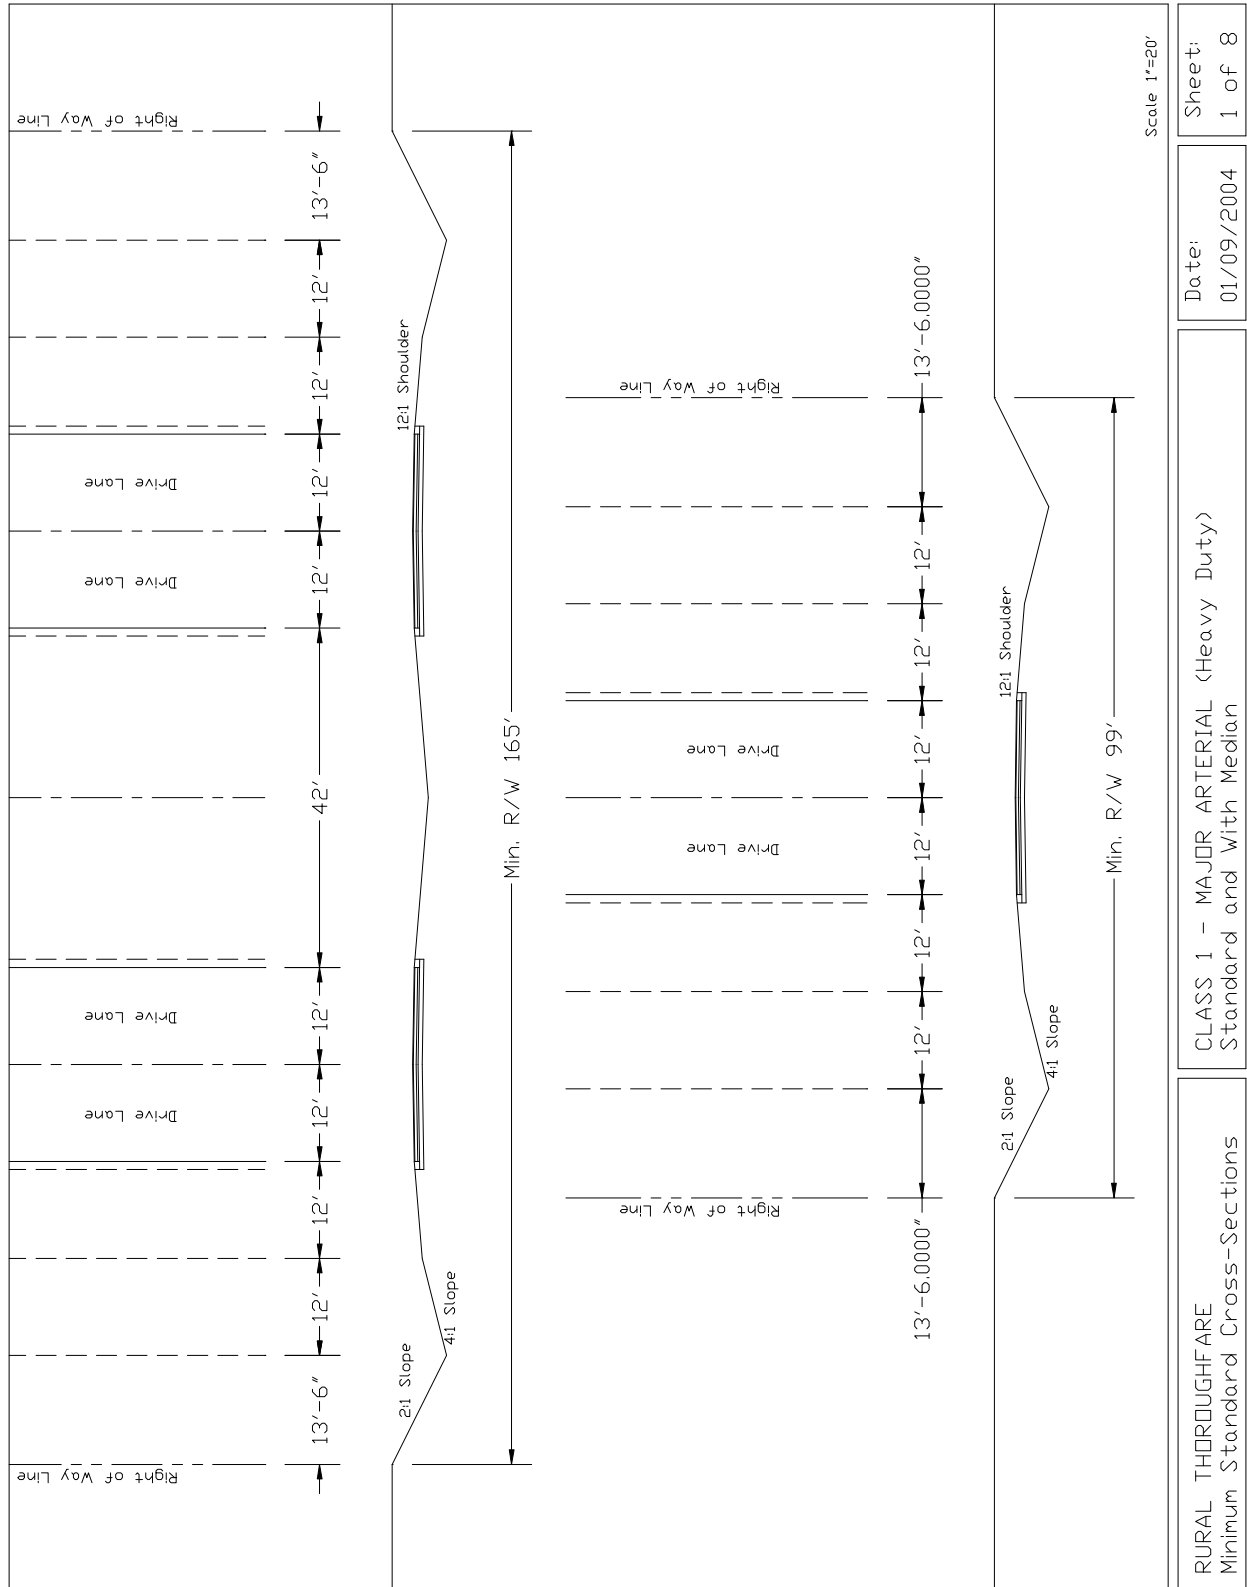 Right of Way Line
Drive Lane
Drive Lane
Drive Lane
Drive Lane
Right of Way Line
13'-6"
12'
12'
12'
12'
42'
12'
12'
12'
12'
13'-6"
2:1 Slope
4:1 Slope
12:1 Shoulder
Min. R/W 165'
Right of Way Line
Drive Lane
Drive Lane
Right of Way Line
13'-6.0000"
12'
12'
12'
12'
12'
12'
13'-6.0000"
2:1 Slope
4:1 Slope
12:1 Shoulder
Min. R/W 99'
Scale 1"=20'
RURAL THOROUGHFARE
Minimum Standard Cross-Sections
CLASS 1 - MAJOR ARTERIAL (Heavy Duty)
Standard and With Median
Date:
01/09/2004
Sheet:
1 of 8